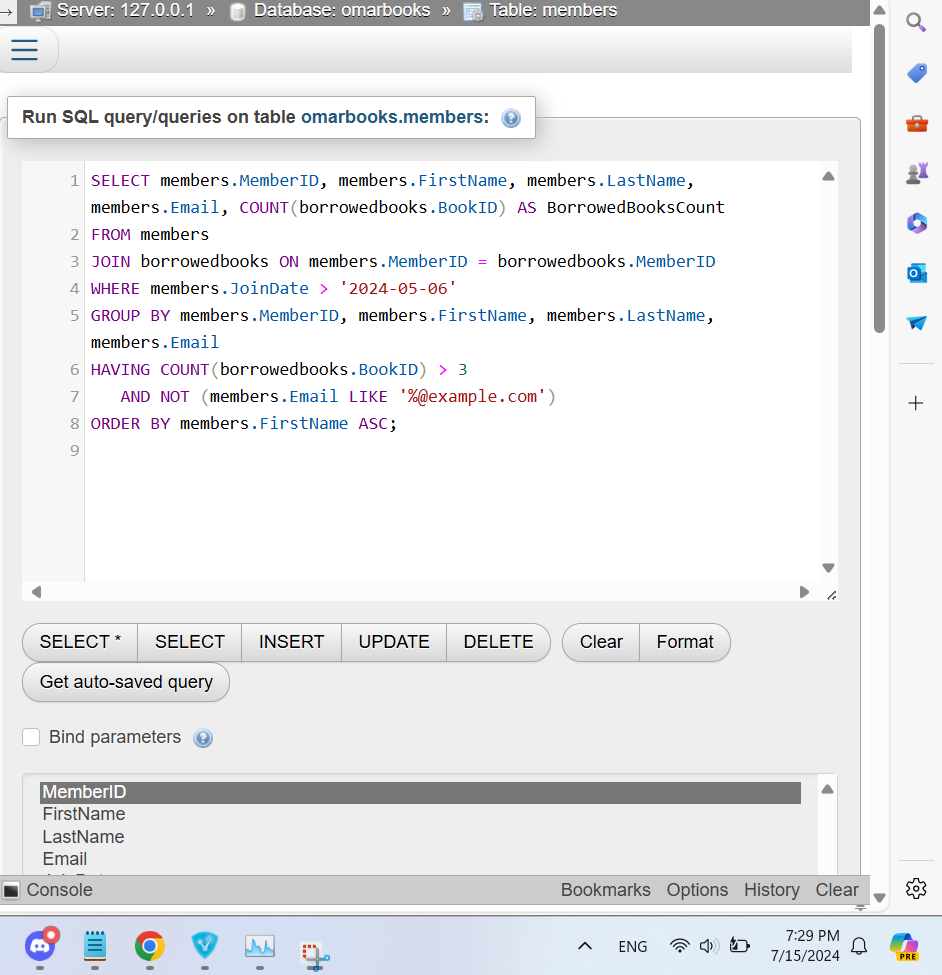 Server: 127.0.0.1 » Database: omarbooks » Table: members
Run SQL query/queries on table omarbooks.members:
1 SELECT members.MemberID, members.FirstName, members.LastName,
members.Email, COUNT(borrowedbooks.BookID) AS BorrowedBooksCount
2 FROM members
3 JOIN borrowedbooks ON members.MemberID = borrowedbooks.MemberID
4 WHERE members.JoinDate > '2024-05-06'
5 GROUP BY members.MemberID, members.FirstName, members.LastName,
members.Email
6 HAVING COUNT(borrowedbooks.BookID) > 3
7 AND NOT (members.Email LIKE '%@example.com')
8 ORDER BY members.FirstName ASC;
9
SELECT * SELECT INSERT UPDATE DELETE Clear Format
Get auto-saved query
Bind parameters
MemberID
FirstName
LastName
Email
Console Bookmarks Options History Clear
ENG 7:29 PM
7/15/2024
PRE